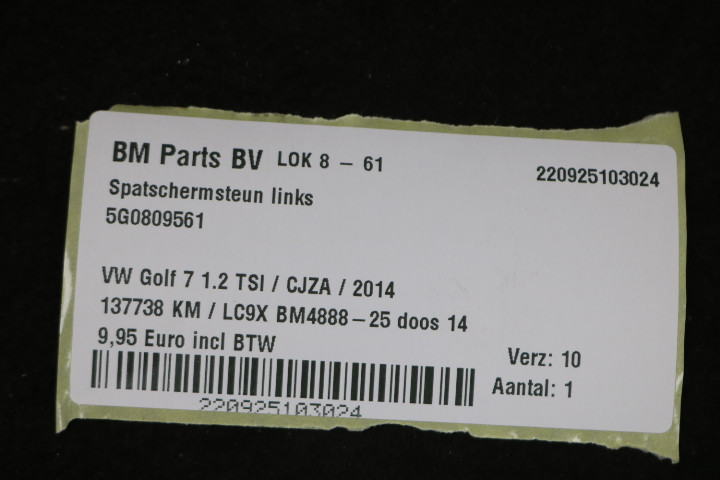 BM Parts BV LOK 8 – 61 220925103024
Spatschermsteun links
5G0809561
VW Golf 7 1.2 TSI / CJZA / 2014
137738 KM / LC9X BM4888–25 doos 14
9,95 Euro incl BTW
Verz: 10
Aantal: 1
220925103024